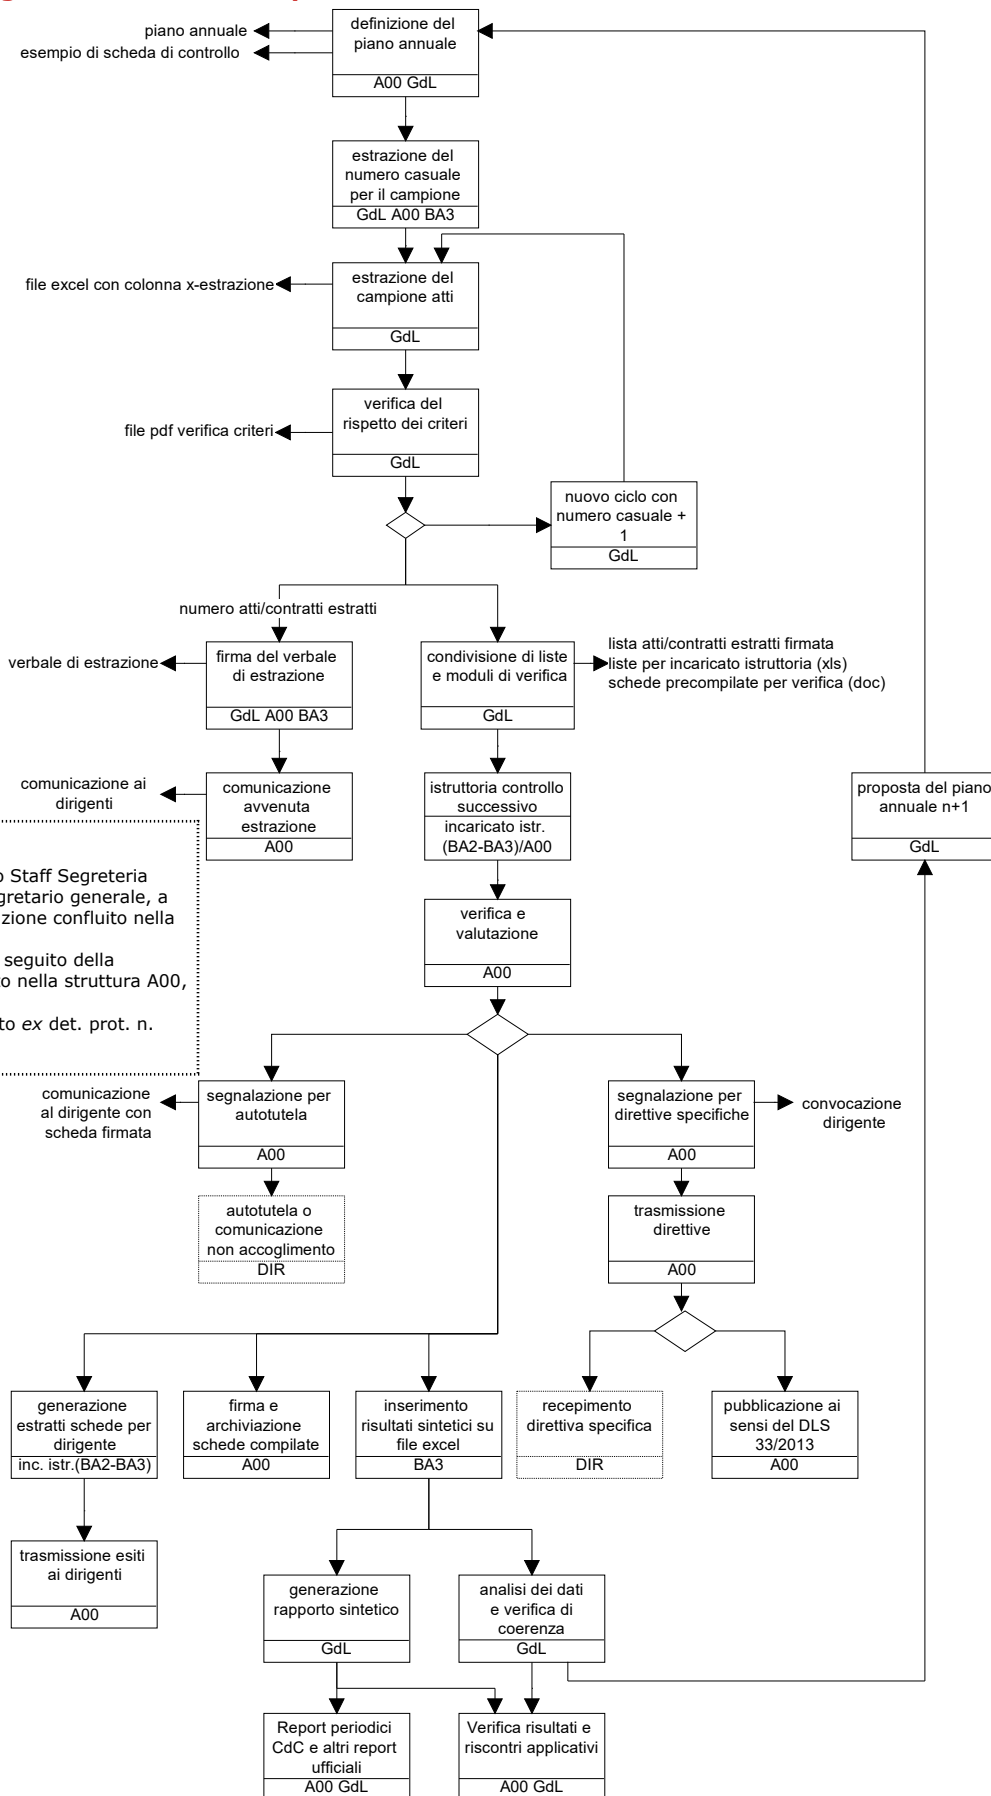 piano annuale
esempio di scheda di controllo
definizione del
piano annuale
A00 GdL
estrazione del
numero casuale
per il campione
GdL A00 BA3
file excel con colonna x-estrazione
estrazione del
campione atti
GdL
file pdf verifica criteri
verifica del
rispetto dei criteri
GdL
nuovo ciclo con
numero casuale +
1
GdL
numero atti/contratti estratti
verbale di estrazione
firma del verbale
di estrazione
GdL A00 BA3
condivisione di liste
e moduli di verifica
GdL
lista atti/contratti estratti firmata
liste per incaricato istruttoria (xls)
schede precompilate per verifica (doc)
comunicazione ai
dirigenti
comunicazione
avvenuta
estrazione
A00
istruttoria controllo
successivo
incaricato istr.
(BA2-BA3)/A00
proposta del piano
annuale n+1
GdL
Staff Segreteria
gretario generale, a
zione confluito nella
seguito della
o nella struttura A00,
to ex det. prot. n.
verifica e
valutazione
A00
comunicazione
al dirigente con
scheda firmata
segnalazione per
autotutela
A00
segnalazione per
direttive specifiche
A00
convocazione
dirigente
autotutela o
comunicazione
non accoglimento
DIR
trasmissione
direttive
A00
generazione
estratti schede per
dirigente
inc. istr.(BA2-BA3)
firma e
archiviazione
schede compilate
A00
inserimento
risultati sintetici su
file excel
BA3
recepimento
direttiva specifica
DIR
pubblicazione ai
sensi del DLS
33/2013
A00
trasmissione esiti
ai dirigenti
A00
generazione
rapporto sintetico
GdL
analisi dei dati
e verifica di
coerenza
GdL
Report periodici
CdC e altri report
ufficiali
A00 GdL
Verifica risultati e
riscontri applicativi
A00 GdL